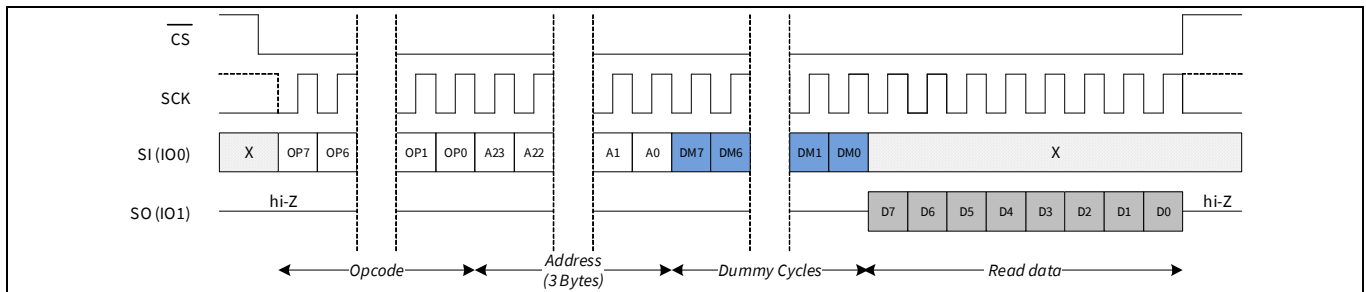 CS
SCK
SI (IO0) X OP7 OP6 OP1 OP0 A23 A22 A1 A0 DM7 DM6 DM1 DM0 X
SO (IO1) hi-Z D7 D6 D5 D4 D3 D2 D1 D0 hi-Z
Opcode Address (3 Bytes) Dummy Cycles Read data